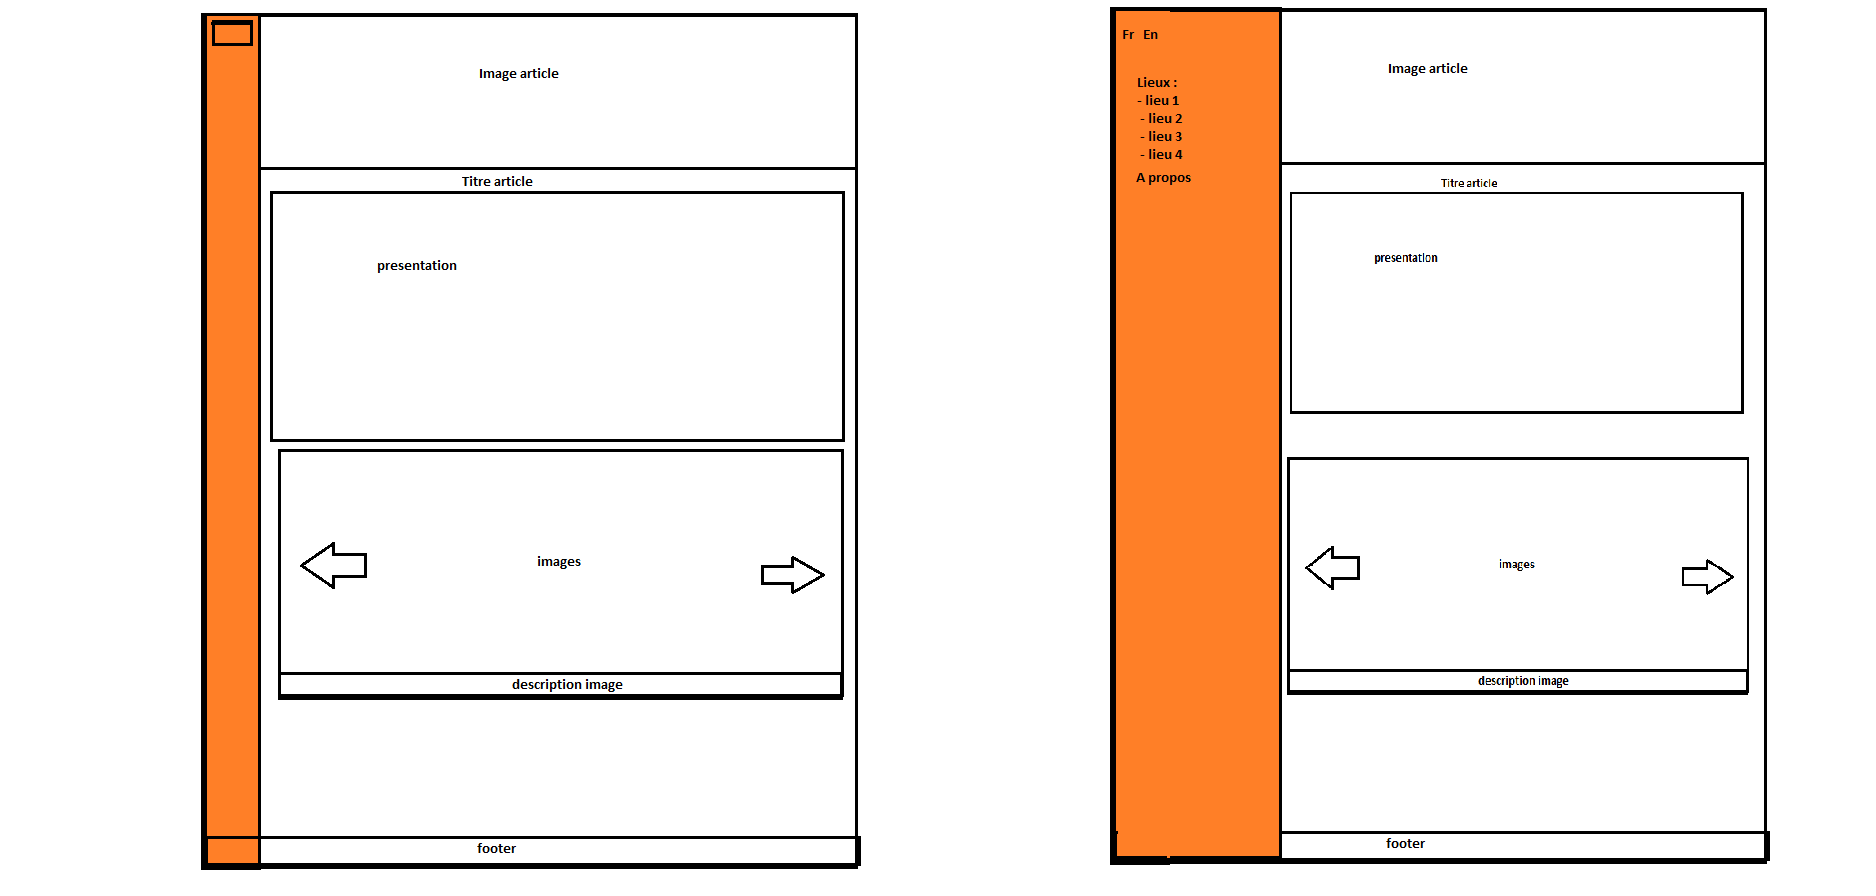 Image article
Titre article
presentation
images
description image
footer
Fr En
Lieux :
- lieu 1
- lieu 2
- lieu 3
- lieu 4
A propos
Image article
Titre article
presentation
images
description image
footer